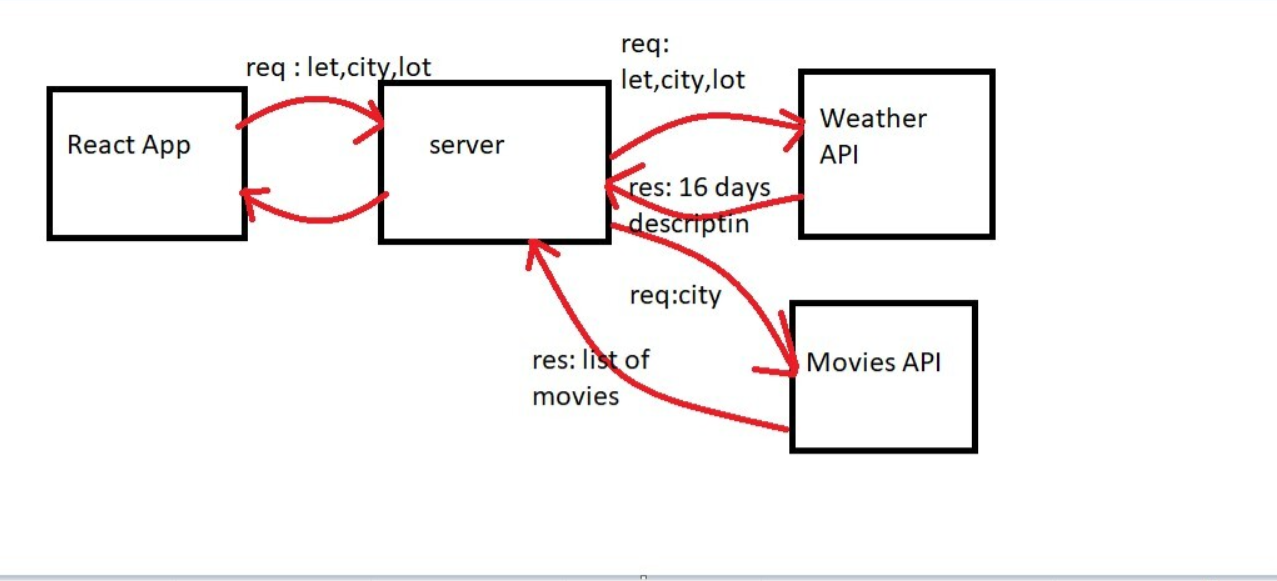 req : let,city,lot
req:
let,city,lot
React App
server
Weather
API
res: 16 days
descriptin
req:city
res: list of
movies
Movies API